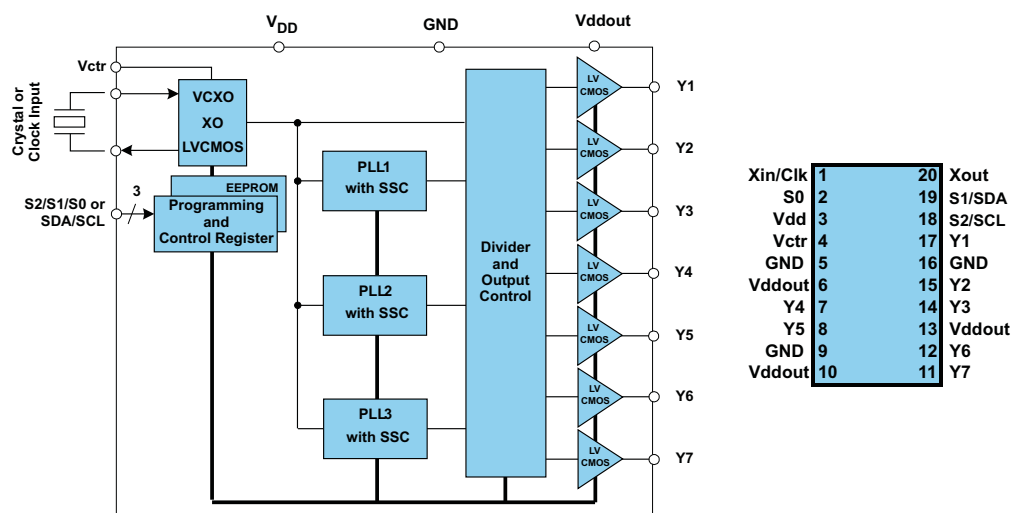 VDD
GND
Vddout
Vctr
Crystal or
Clock Input
VCXO
XO
LVCMOS
EEPROM
Programming
and
Control Register
3
S2/S1/S0 or
SDA/SCL
PLL1
with SSC
PLL2
with SSC
PLL3
with SSC
Divider
and
Output
Control
LV
CMOS
Y1
LV
CMOS
Y2
LV
CMOS
Y3
LV
CMOS
Y4
LV
CMOS
Y5
LV
CMOS
Y6
LV
CMOS
Y7
Xin/Clk 1 20 Xout
S0 2 19 S1/SDA
Vdd 3 18 S2/SCL
Vctr 4 17 Y1
GND 5 16 GND
Vddout 6 15 Y2
Y4 7 14 Y3
Y5 8 13 Vddout
GND 9 12 Y6
Vddout 10 11 Y7